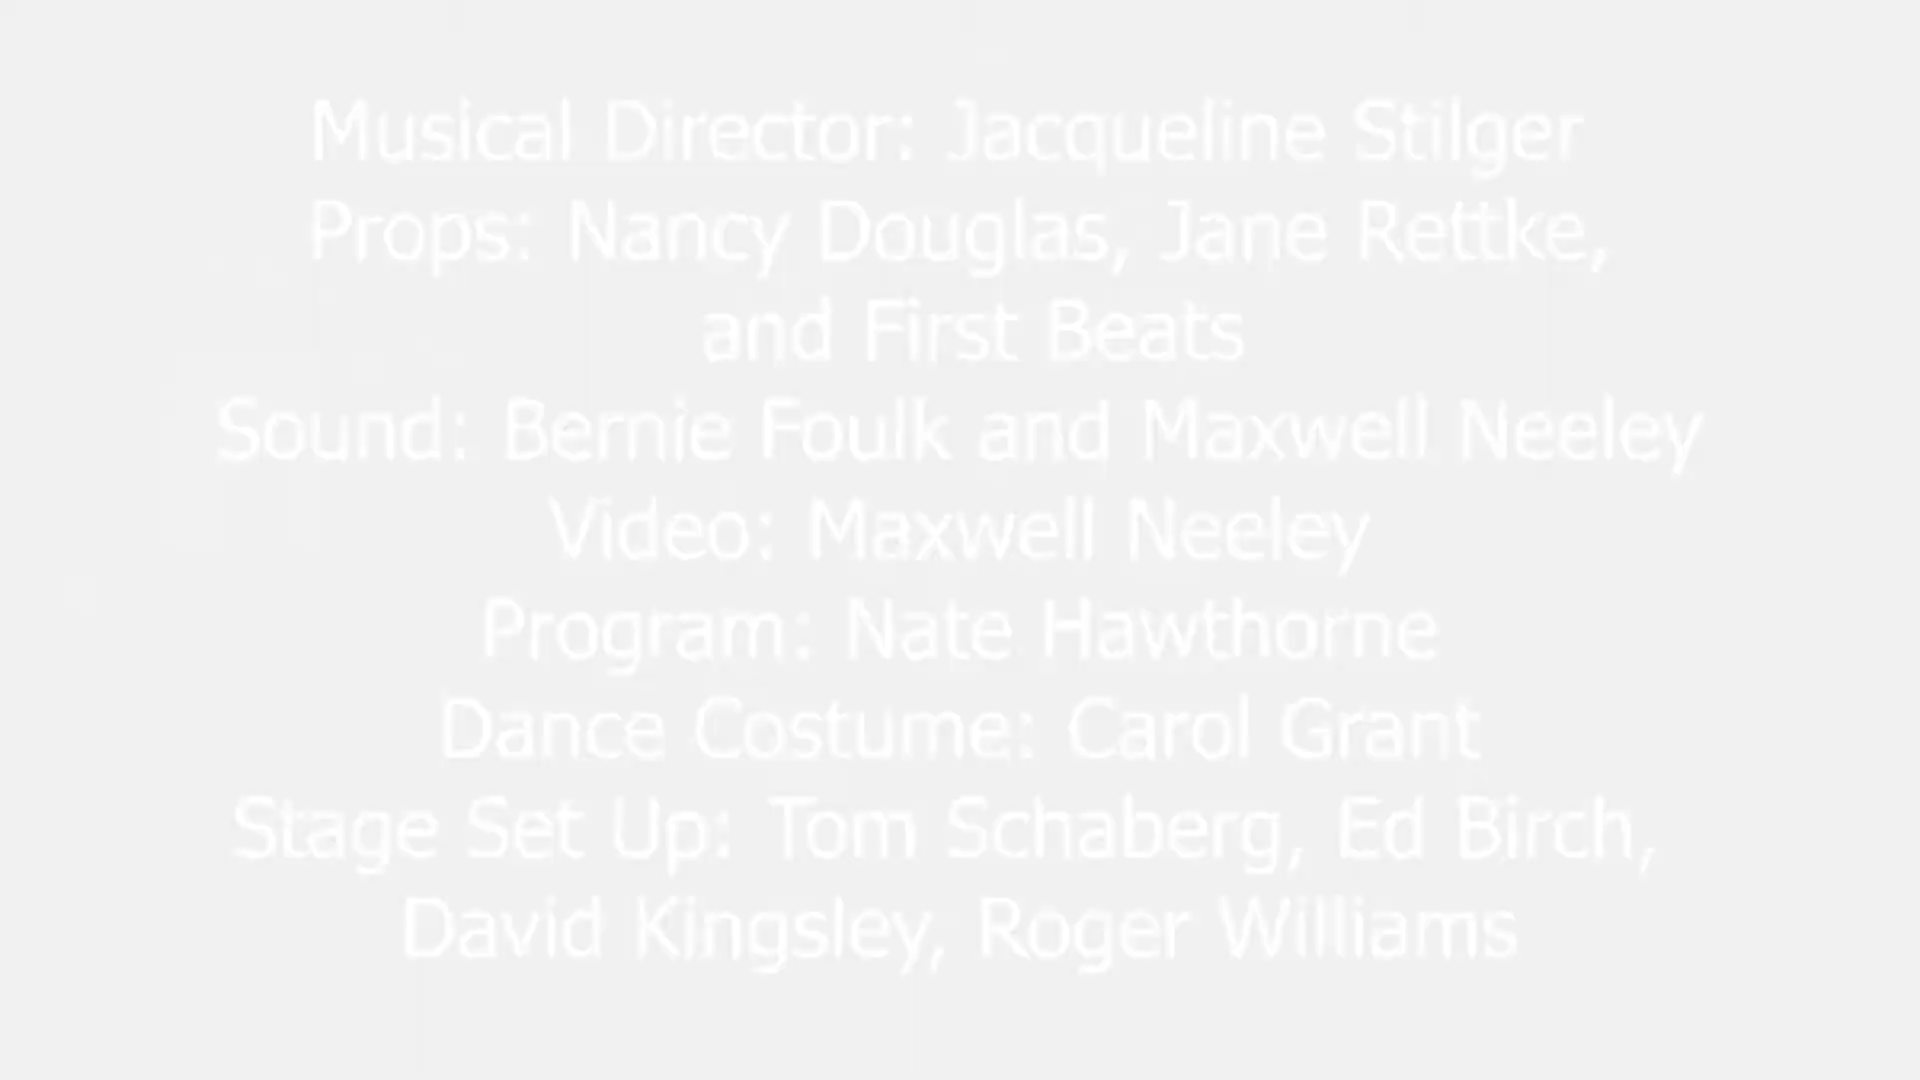 Musical Director: Jacqueline Stilger
Props: Nancy Douglas, Jane Rettke,
and First Beats
Sound: Bernie Foulk and Maxwell Neeley
Video: Maxwell Neeley
Program: Nate Hawthorne
Dance Costume: Carol Grant
Stage Set Up: Tom Schaberg, Ed Birch,
David Kingsley, Roger Williams